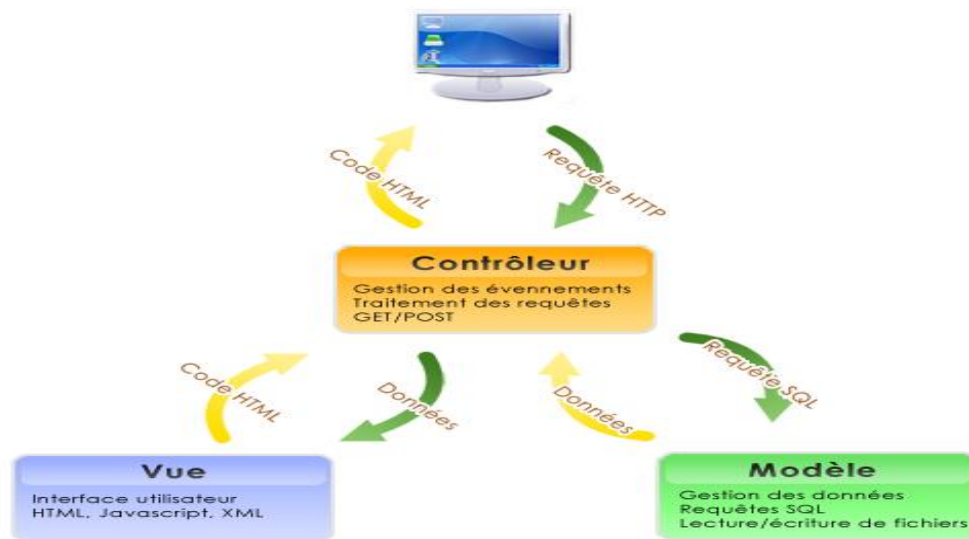 Code HTML
Requête HTTP
Contrôleur
Gestion des évennements
Traitement des requêtes
GET/POST
Code HTML
Données
Données
Requête SQL
Vue
Interface utilisateur
HTML, Javascript, XML
Modèle
Gestion des données
Requêtes SQL
Lecture/écriture de fichiers